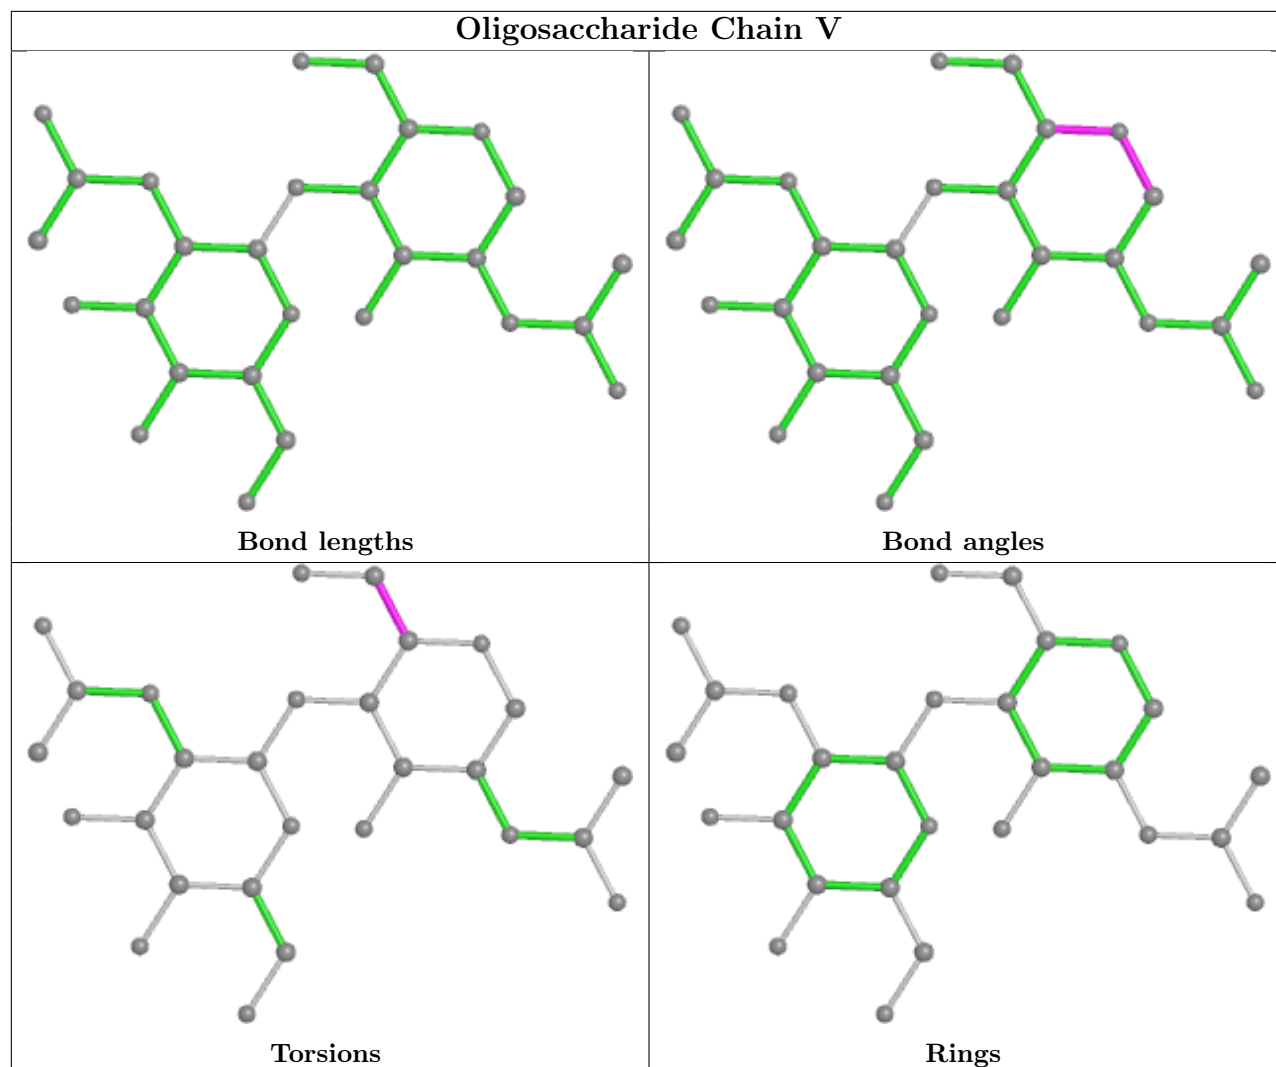 Oligosaccharide Chain V
Bond lengths
Bond angles
Torsions
Rings